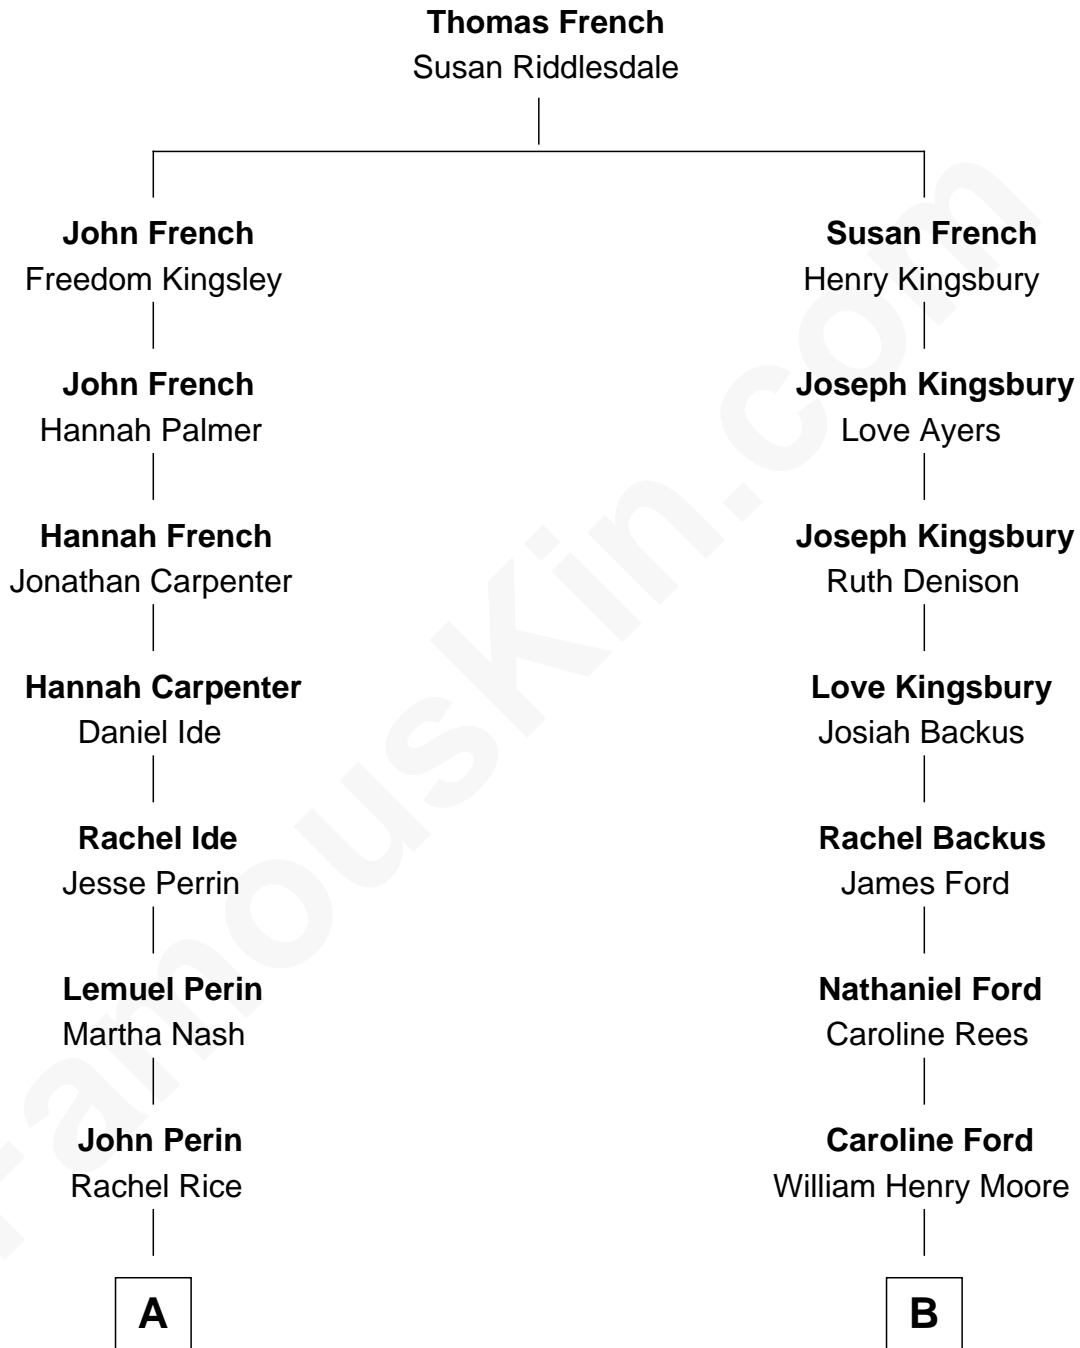 Thomas French
Susan Riddlesdale
John French
Freedom Kingsley
Susan French
Henry Kingsbury
John French
Hannah Palmer
Joseph Kingsbury
Love Ayers
Hannah French
Jonathan Carpenter
Joseph Kingsbury
Ruth Denison
Hannah Carpenter
Daniel Ide
Love Kingsbury
Josiah Backus
Rachel Ide
Jesse Perrin
Rachel Backus
James Ford
Lemuel Perin
Martha Nash
Nathaniel Ford
Caroline Rees
John Perin
Rachel Rice
Caroline Ford
William Henry Moore
A
B
FamousKin.com